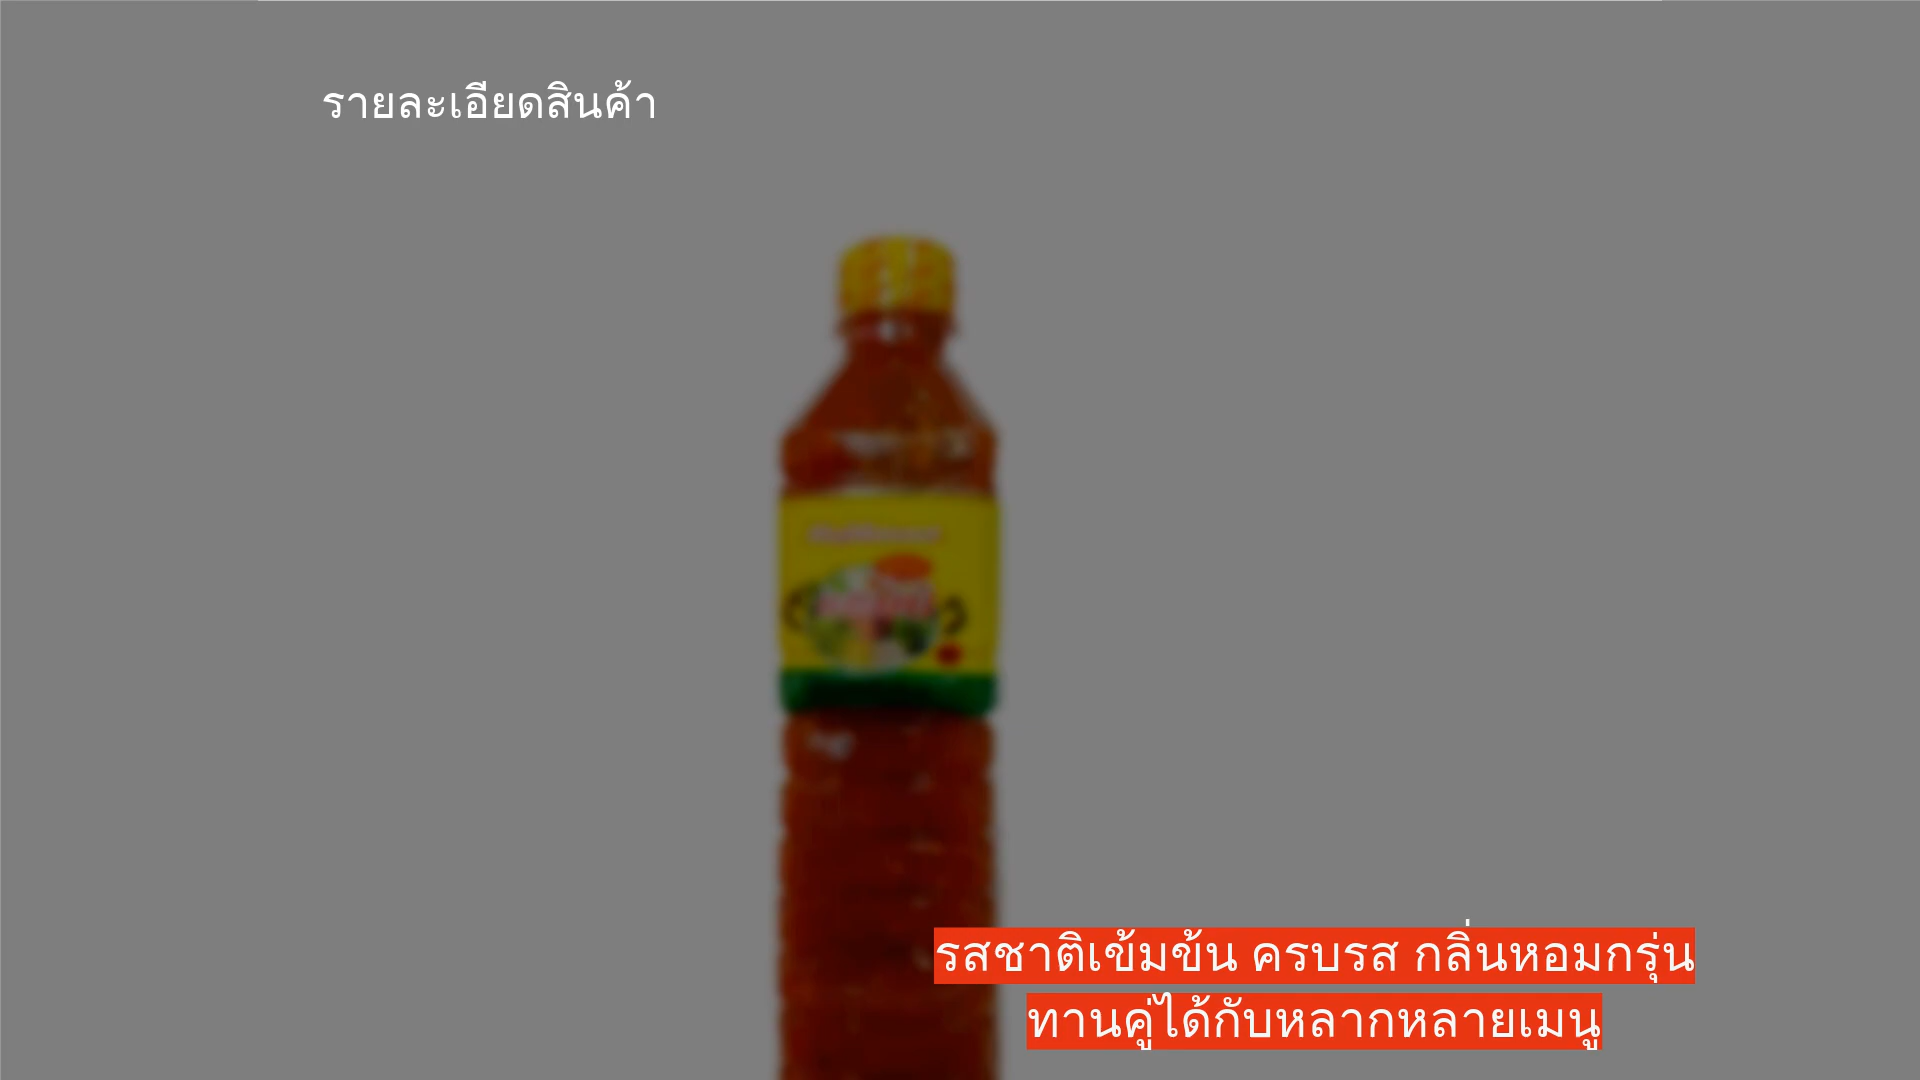 รายละเอียดสินค้า
รสชาติเข้มข้น ครบรส กลิ่นหอมกรุ่น
ทานคู่ได้กับหลากหลายเมนู